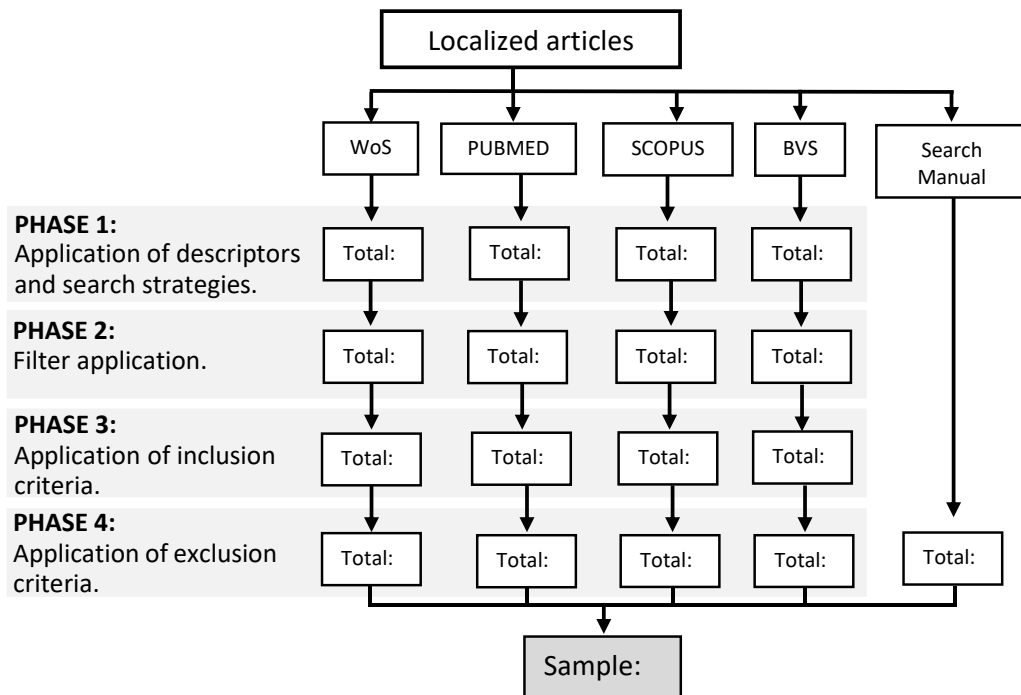 Localized articles
WoS
PUBMED
SCOPUS
BVS
Search
Manual
PHASE 1:
Application of descriptors
and search strategies.
Total:
Total:
Total:
Total:
PHASE 2:
Filter application.
Total:
Total:
Total:
Total:
PHASE 3:
Application of inclusion
criteria.
Total:
Total:
Total:
Total:
PHASE 4:
Application of exclusion
criteria.
Total:
Total:
Total:
Total:
Total:
Sample: